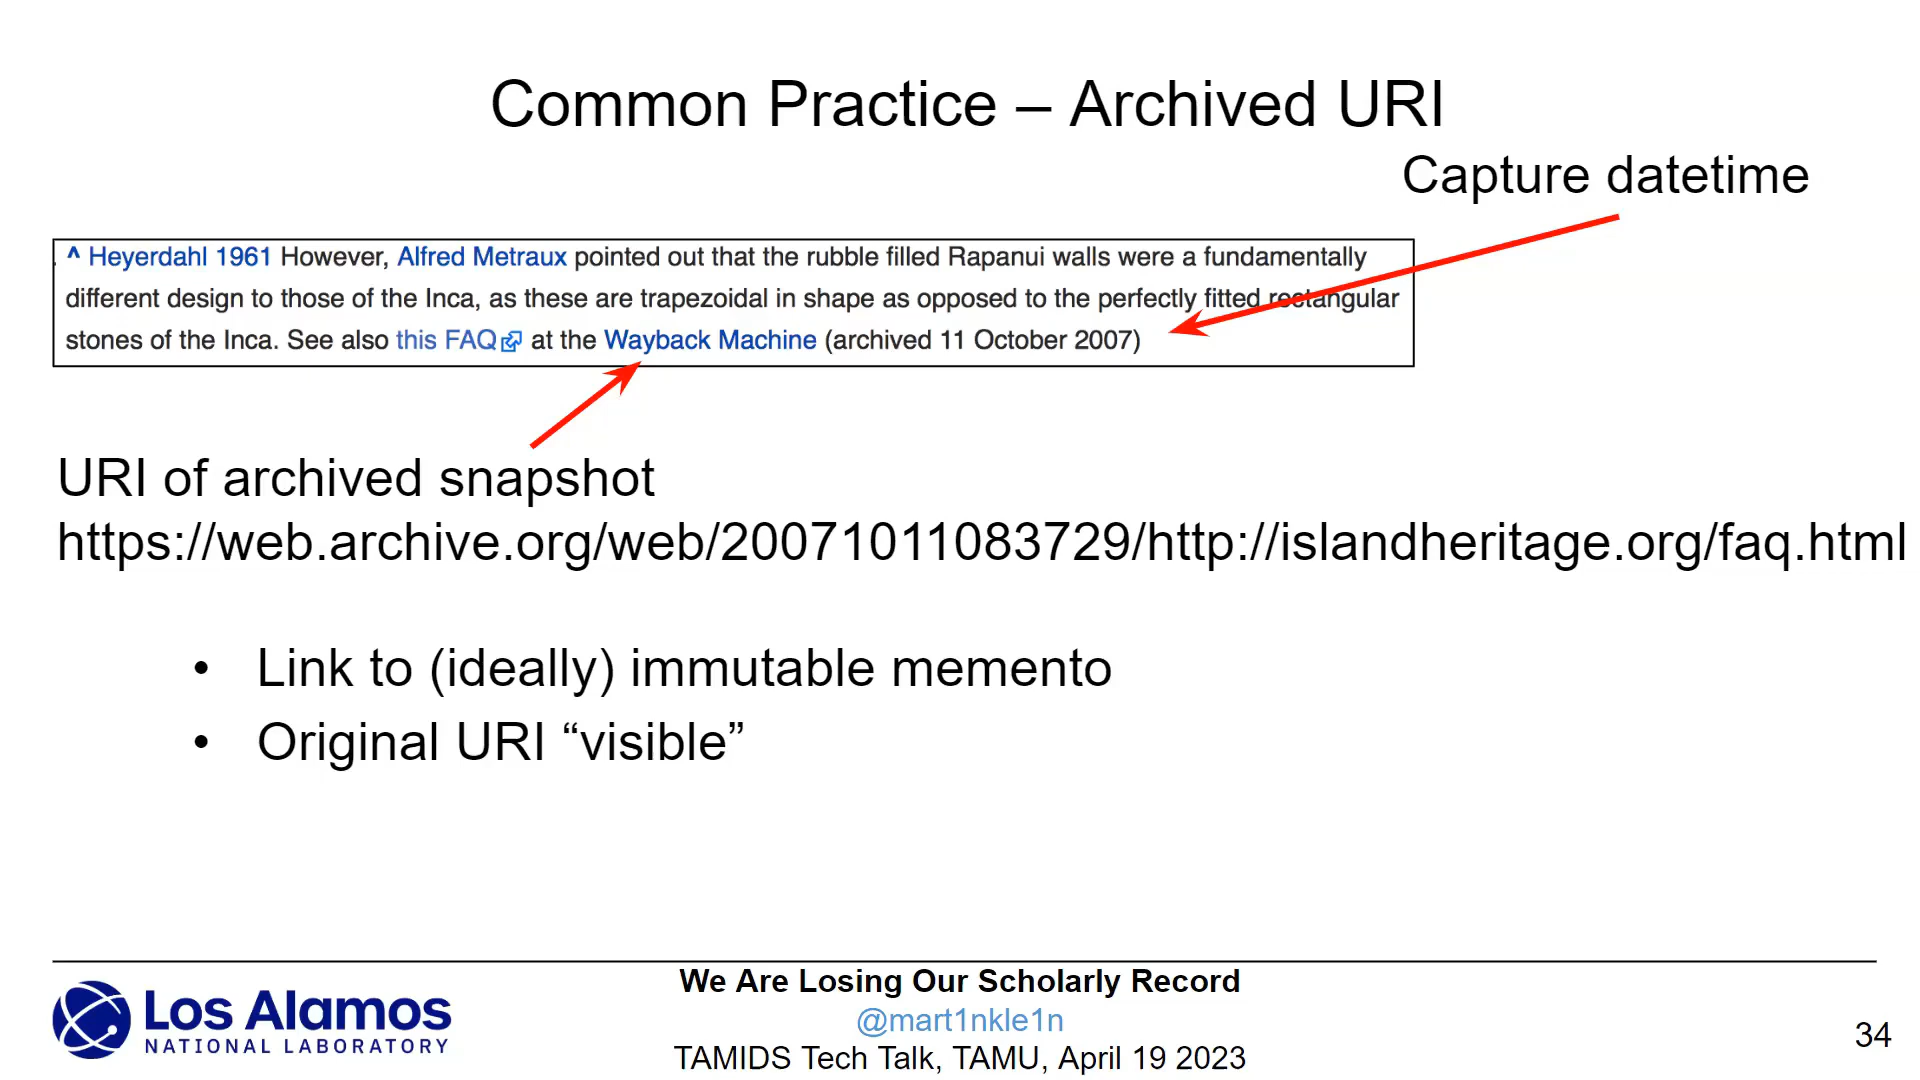 Common Practice – Archived URI
Capture datetime
^ Heyerdahl 1961 However, Alfred Metraux pointed out that the rubble filled Rapanui walls were a fundamentally
different design to those of the Inca, as these are trapezoidal in shape as opposed to the perfectly fitted rectangular
stones of the Inca. See also this FAQ at the Wayback Machine (archived 11 October 2007)
URI of archived snapshot
https://web.archive.org/web/20071011083729/http://islandheritage.org/faq.html
• Link to (ideally) immutable memento
• Original URI “visible”
Los Alamos
NATIONAL LABORATORY
We Are Losing Our Scholarly Record
@mart1nkle1n
TAMIDS Tech Talk, TAMU, April 19 2023
34